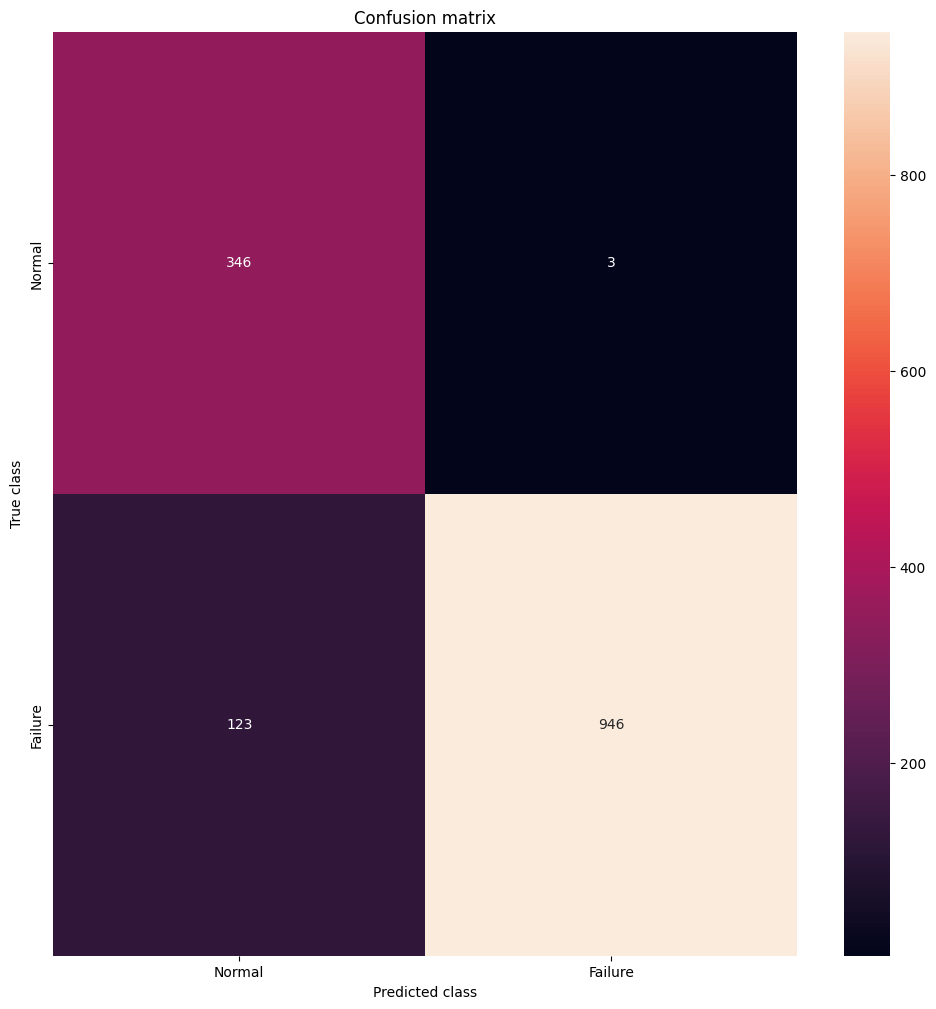 Confusion matrix
Normal
346
3
800
600
True class
400
Failure
123
946
200
Normal
Failure
Predicted class